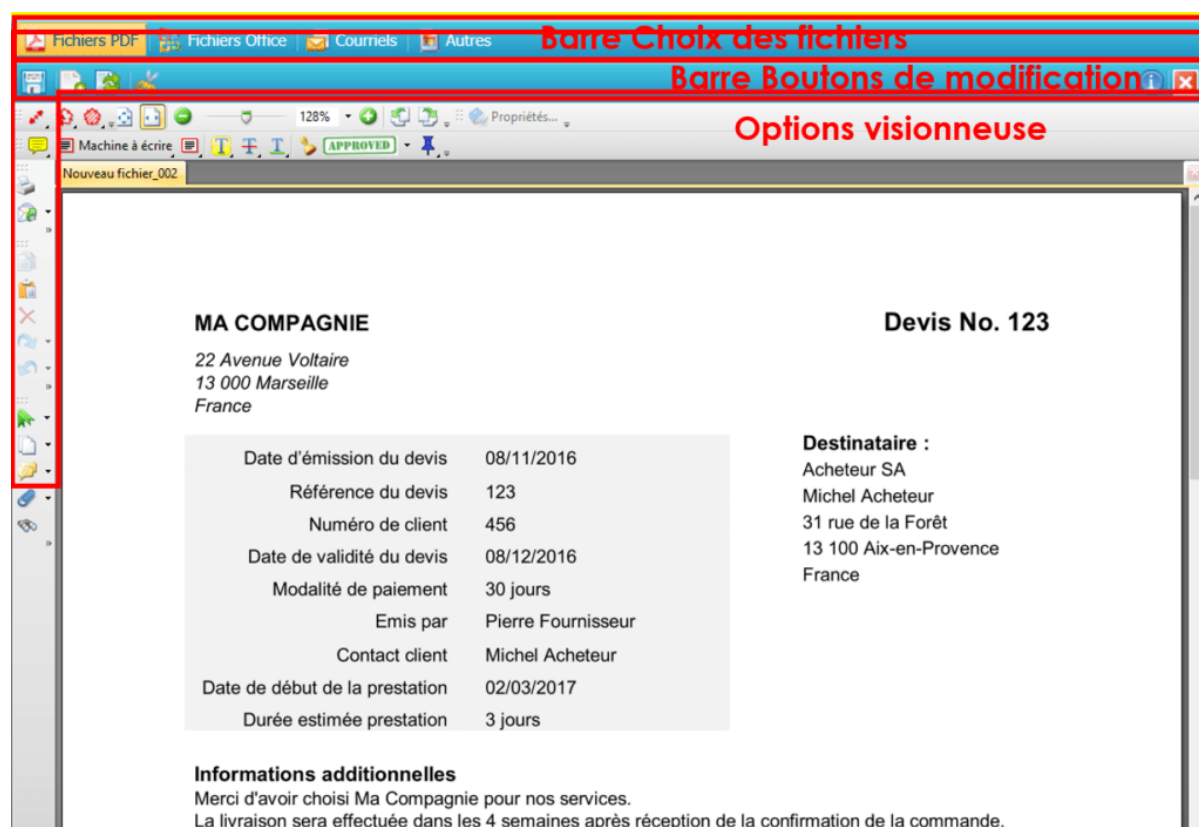 Fichiers PDF Fichiers Office Courriels Autres Barre Choix des fichiers
Barre Boutons de modification
128% Propriétés...
Options visionneuse
Machine à écrire T T T APPROVED
Nouveau fichier_002
MA COMPAGNIE
Devis No. 123
22 Avenue Voltaire
13 000 Marseille
France
Date d'émission du devis 08/11/2016
Référence du devis 123
Numéro de client 456
Date de validité du devis 08/12/2016
Modalité de paiement 30 jours
Emis par Pierre Fournisseur
Contact client Michel Acheteur
Date de début de la prestation 02/03/2017
Durée estimée prestation 3 jours
Destinataire :
Acheteur SA
Michel Acheteur
31 rue de la Forêt
13 100 Aix-en-Provence
France
Informations additionnelles
Merci d'avoir choisi Ma Compagnie pour nos services.
La livraison sera effectuée dans les 4 semaines après réception de la confirmation de la commande.